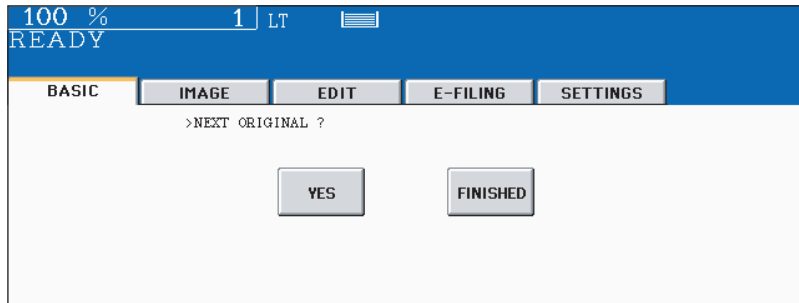 100 % 1 LT
READY
BASIC IMAGE EDIT E-FILING SETTINGS
>NEXT ORIGINAL ?
YES FINISHED